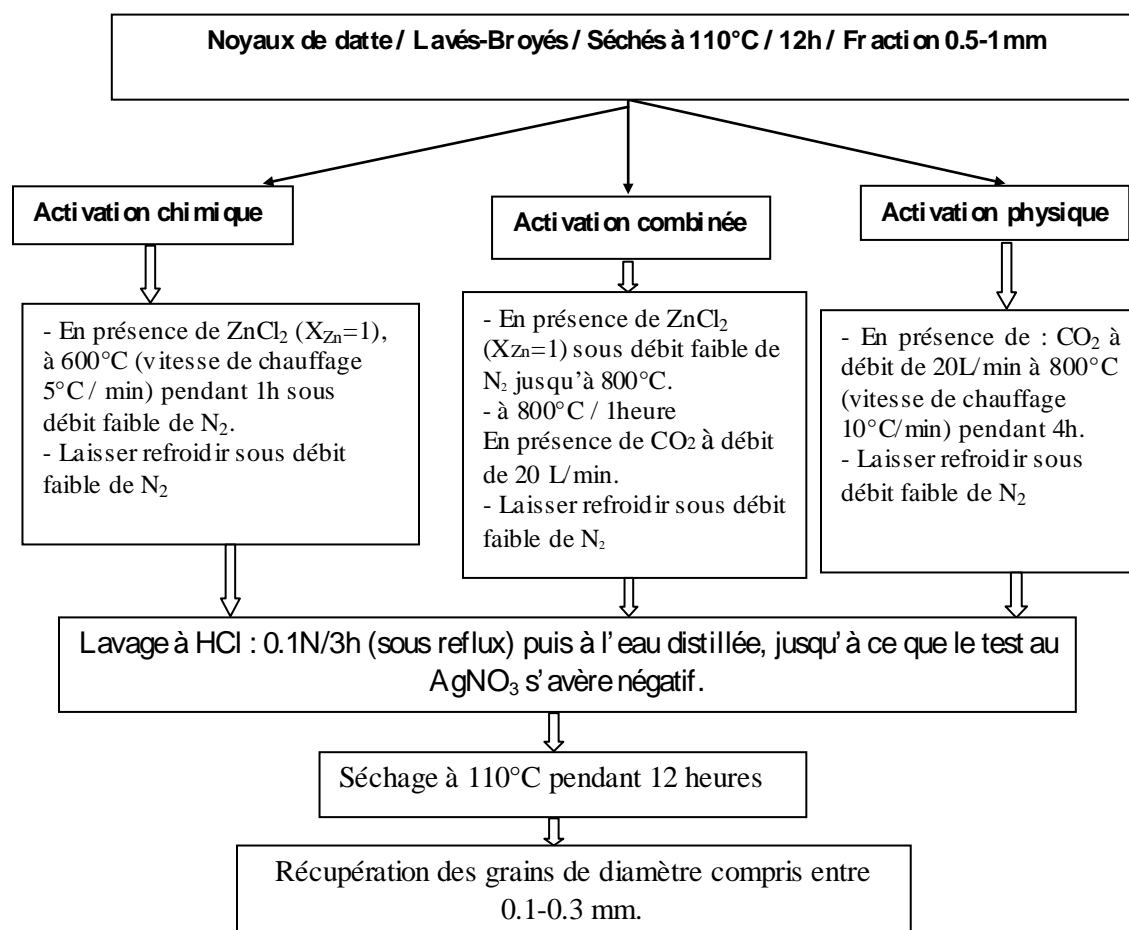 Noyaux de datte / Lavés-Broyés / Séchés à 110°C / 12h / Fraction 0.5-1mm
Activation chimique
Activation combinée
Activation physique
- En présence de ZnCl₂ (X_Zn=1),
à 600°C (vitesse de chauffage
5°C / min) pendant 1h sous
débit faible de N₂.
- Laisser refroidir sous débit
faible de N₂
- En présence de ZnCl₂
(X_Zn=1) sous débit faible de
N₂ jusqu'à 800°C.
- à 800°C / 1heure
En présence de CO₂ à débit
de 20 L/min.
- Laisser refroidir sous débit
faible de N₂
- En présence de : CO₂ à
débit de 20L/min à 800°C
(vitesse de chauffage
10°C/min) pendant 4h.
- Laisser refroidir sous
débit faible de N₂
Lavage à HCl : 0.1N/3h (sous reflux) puis à l'eau distillée, jusqu'à ce que le test au
AgNO₃ s'avère négatif.
Séchage à 110°C pendant 12 heures
Récupération des grains de diamètre compris entre
0.1-0.3 mm.